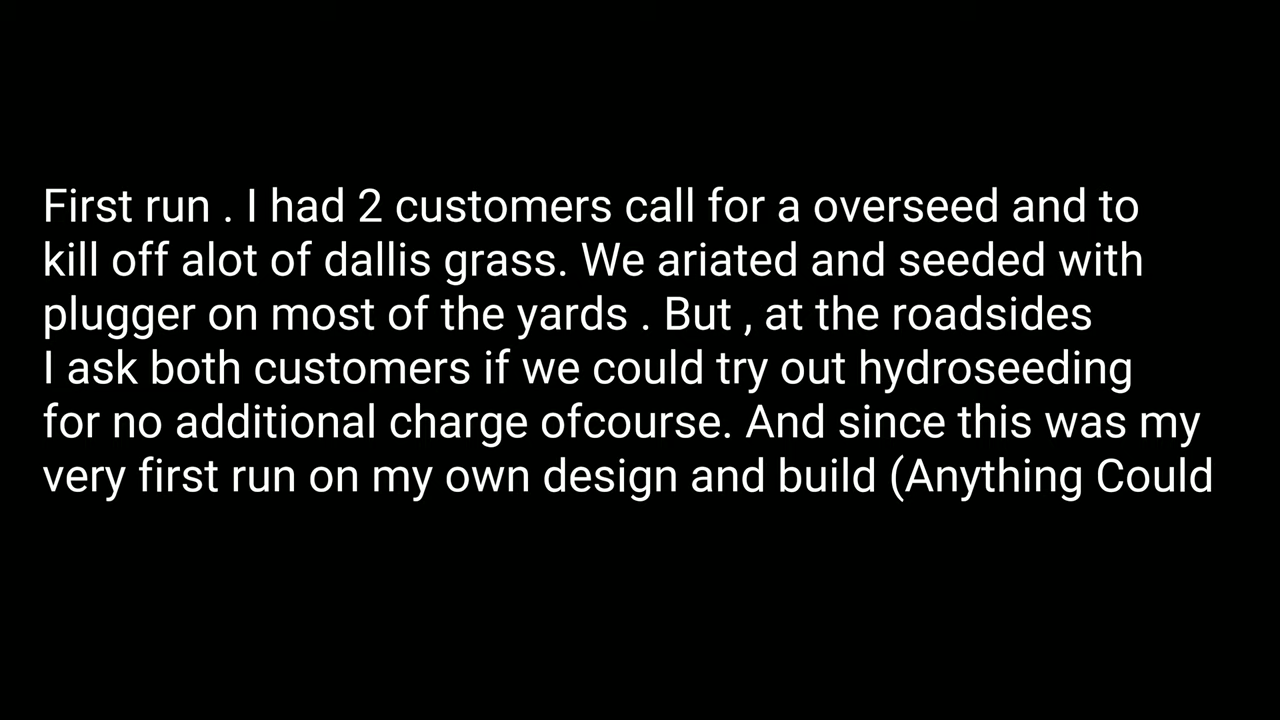 First run . I had 2 customers call for a overseed and to
kill off alot of dallis grass. We ariated and seeded with
plugger on most of the yards . But , at the roadsides
I ask both customers if we could try out hydroseeding
for no additional charge ofcourse. And since this was my
very first run on my own design and build (Anything Could